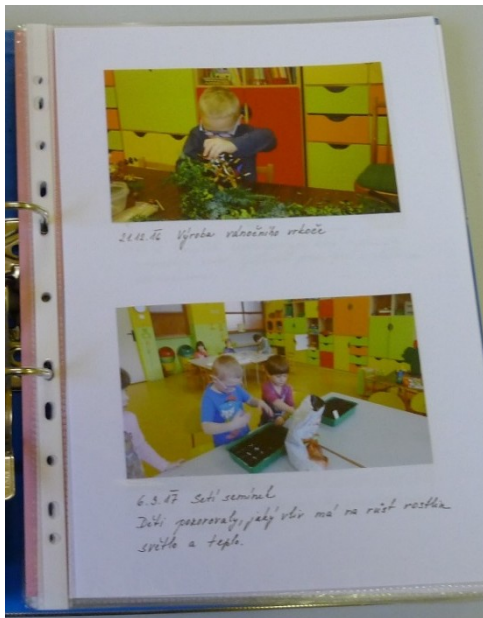 21.12.16 Výroba vánočního vrkoče
6.3.17 Setí semínek
Děti pozorovaly, jaký vliv má na růst rostlin
světlo a teplo.